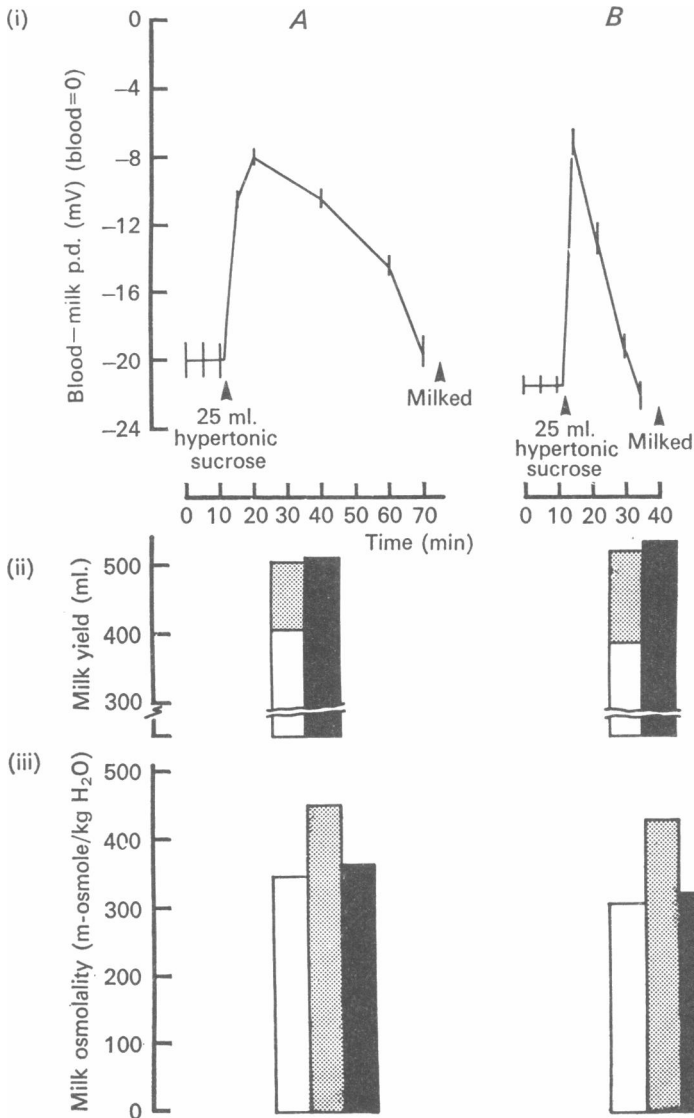 (i)
A
B
Blood–milk p.d. (mV) (blood=0)
0
−4
−8
−12
−16
−20
−24
25 ml.
hypertonic
sucrose
Milked
25 ml.
hypertonic
sucrose
Milked
0 10 20 30 40 50 60 70
0 10 20 30 40
Time (min)
(ii)
Milk yield (ml.)
500
400
300
(iii)
Milk osmolality (m-osmole/kg H₂O)
500
400
300
200
100
0